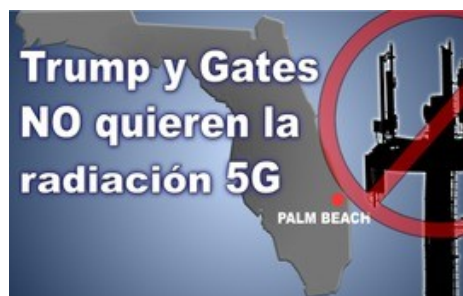 Trump y Gates
NO quieren la
radiación 5G
PALM BEACH